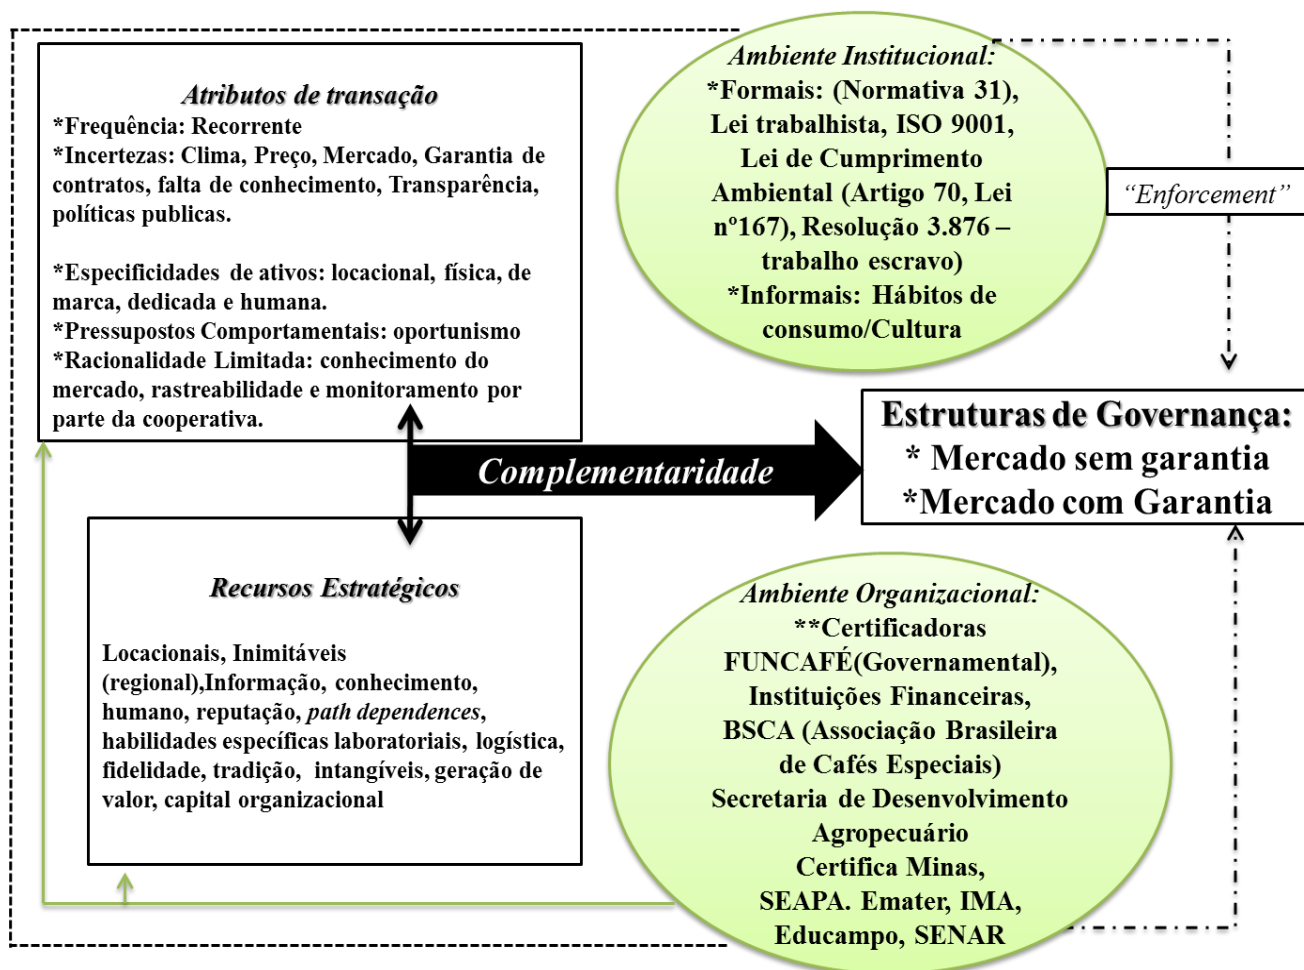 Atributos de transação
*Frequência: Recorrente
*Incertezas: Clima, Preço, Mercado, Garantia de
contratos, falta de conhecimento, Transparência,
políticas publicas.
*Especificidades de ativos: locacional, física, de
marca, dedicada e humana.
*Pressupostos Comportamentais: oportunismo
*Racionalidade Limitada: conhecimento do
mercado, rastreabilidade e monitoramento por
parte da cooperativa.
Ambiente Institucional:
*Formais: (Normativa 31),
Lei trabalhista, ISO 9001,
Lei de Cumprimento
Ambiental (Artigo 70, Lei
nº167), Resolução 3.876 –
trabalho escravo)
*Informais: Hábitos de
consumo/Cultura
“Enforcement”
Complementaridade
Estruturas de Governança:
* Mercado sem garantia
*Mercado com Garantia
Recursos Estratégicos
Locacionais, Inimitáveis
(regional),Informação, conhecimento,
humano, reputação, path dependences,
habilidades específicas laboratoriais, logística,
fidelidade, tradição, intangíveis, geração de
valor, capital organizacional
Ambiente Organizacional:
**Certificadoras
FUNCAFÉ(Governamental),
Instituições Financeiras,
BSCA (Associação Brasileira
de Cafés Especiais)
Secretaria de Desenvolvimento
Agropecuário
Certifica Minas,
SEAPA. Emater, IMA,
Educampo, SENAR